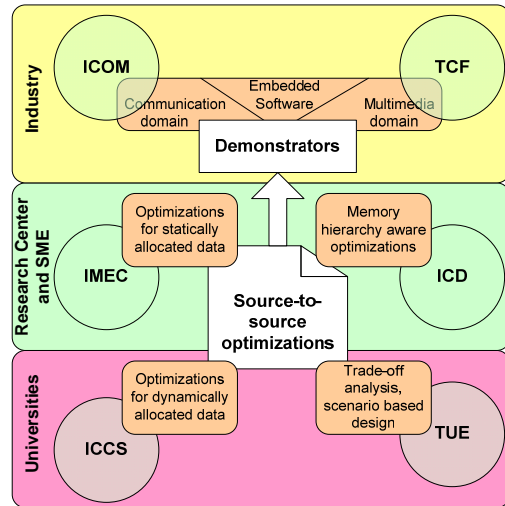 Industry
ICOM
TCF
Embedded
Software
Communication
domain
Multimedia
domain
Demonstrators
Research Center
and SME
Optimizations
for statically
allocated data
Memory
hierarchy aware
optimizations
IMEC
ICD
Source-to-
source
optimizations
Universities
Optimizations
for dynamically
allocated data
Trade-off
analysis,
scenario based
design
ICCS
TUE